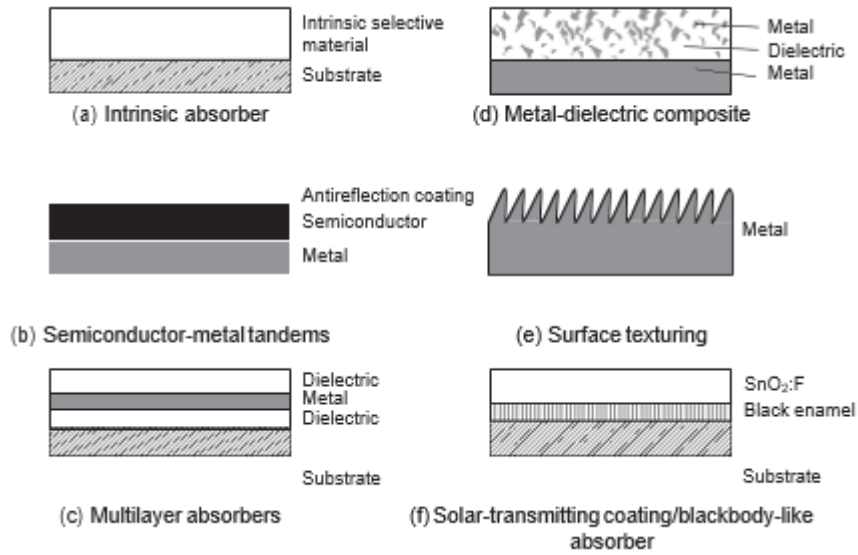 Intrinsic selective
material
Substrate
(a) Intrinsic absorber
Metal
Dielectric
Metal
(d) Metal-dielectric composite
Antireflection coating
Semiconductor
Metal
(b) Semiconductor-metal tandems
Metal
(e) Surface texturing
Dielectric
Metal
Dielectric
Substrate
(c) Multilayer absorbers
SnO₂:F
Black enamel
Substrate
(f) Solar-transmitting coating/blackbody-like
absorber